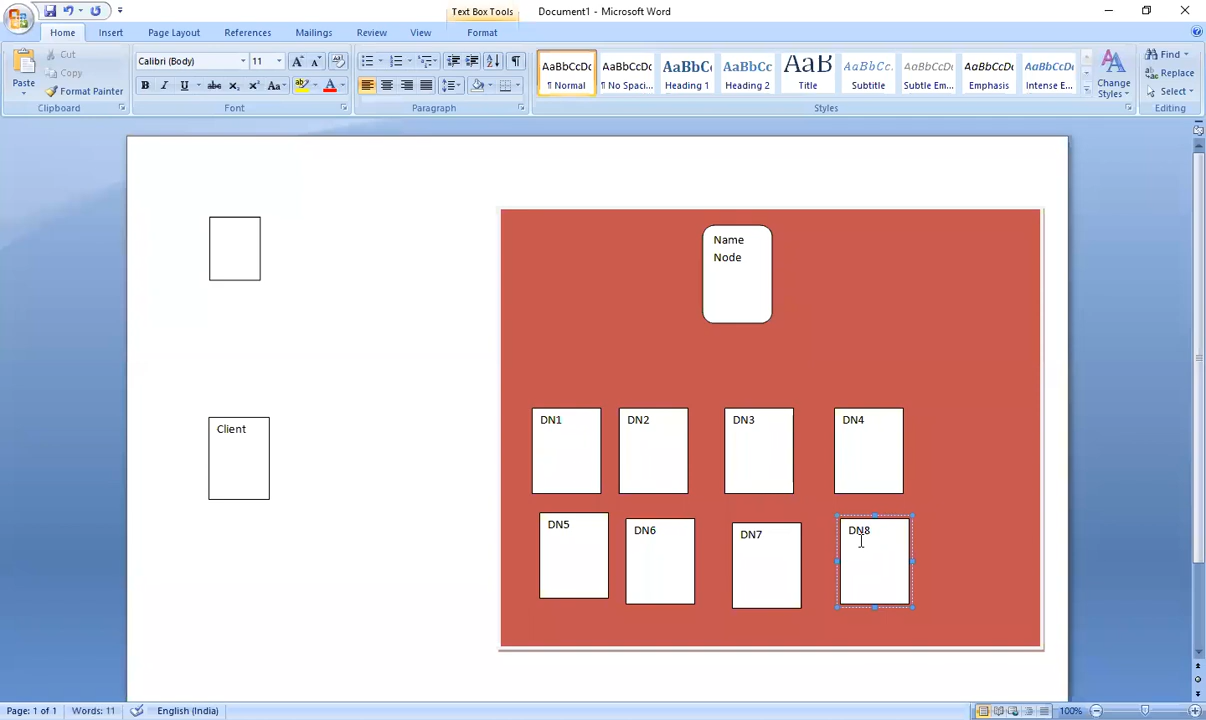 Text Box Tools
Document1 - Microsoft Word
Home Insert Page Layout References Mailings Review View Format
Paste
Cut
Copy
Format Painter
Clipboard
Calibri (Body) 11
Font
Paragraph
AaBbCcDc
¶ Normal
AaBbCcDc
¶ No Spaci...
AaBbCc
Heading 1
AaBbCc
Heading 2
AaB
Title
AaBbCc.
Subtitle
AaBbCcDc
Subtle Em...
AaBbCcDc
Emphasis
AaBbCcDc
Intense E...
Change
Styles
Styles
Find
Replace
Select
Editing
Name
Node
Client
DN1 DN2 DN3 DN4
DN5 DN6 DN7 DN8
Page: 1 of 1 Words: 11 English (India) 100%